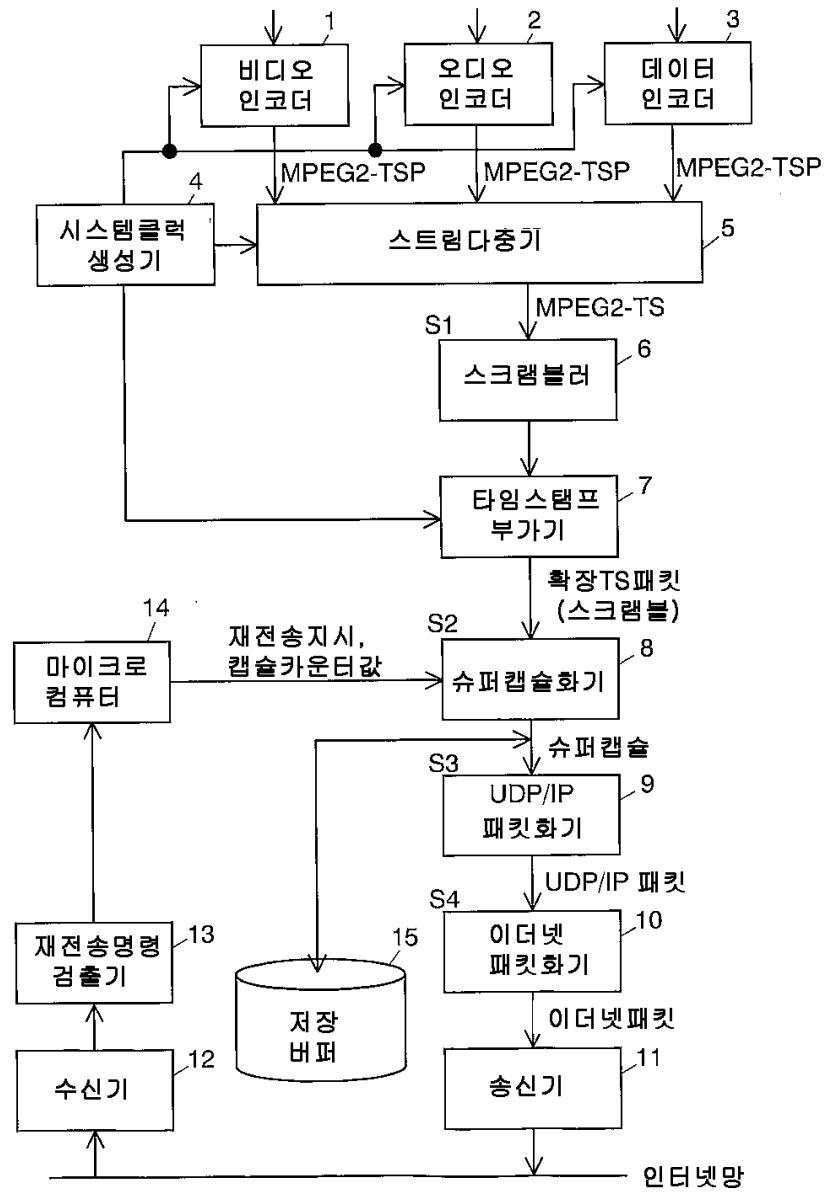 1
비디오
인코더
2
오디오
인코더
3
데이터
인코더
MPEG2-TSP
MPEG2-TSP
MPEG2-TSP
4
시스템클럭
생성기
스트림다중기
5
MPEG2-TS
S1
스크램블러
6
타임스탬프
부가기
7
확장TS패킷
(스크램블)
14
마이크로
컴퓨터
재전송지시,
캡슐카운터값
S2
슈퍼캡슐화기
8
슈퍼캡슐
S3
UDP/IP
패킷화기
9
UDP/IP 패킷
S4
이더넷
패킷화기
10
재전송명령
검출기
13
15
저장
버퍼
이더넷패킷
수신기
12
송신기
11
인터넷망